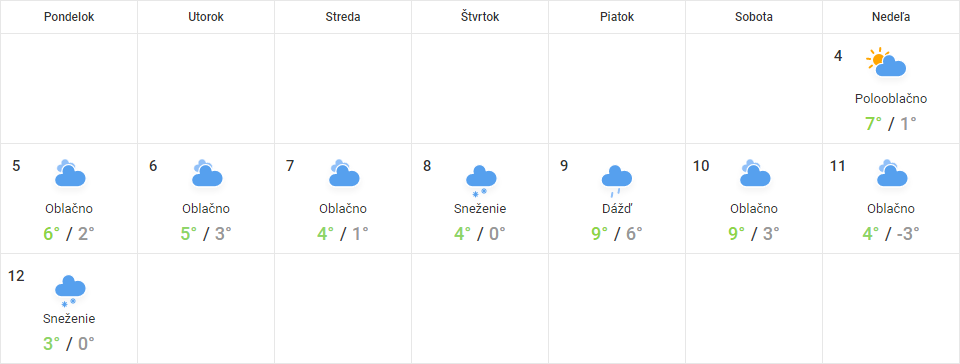 Pondelok Utorok Streda Štvrtok Piatok Sobota Nedeľa
4
Polooblačno
7° / 1°
5 6 7 8 9 10 11
Oblačno Oblačno Oblačno Sneženie Dážď Oblačno Oblačno
6° / 2° 5° / 3° 4° / 1° 4° / 0° 9° / 6° 9° / 3° 4° / -3°
12
Sneženie
3° / 0°